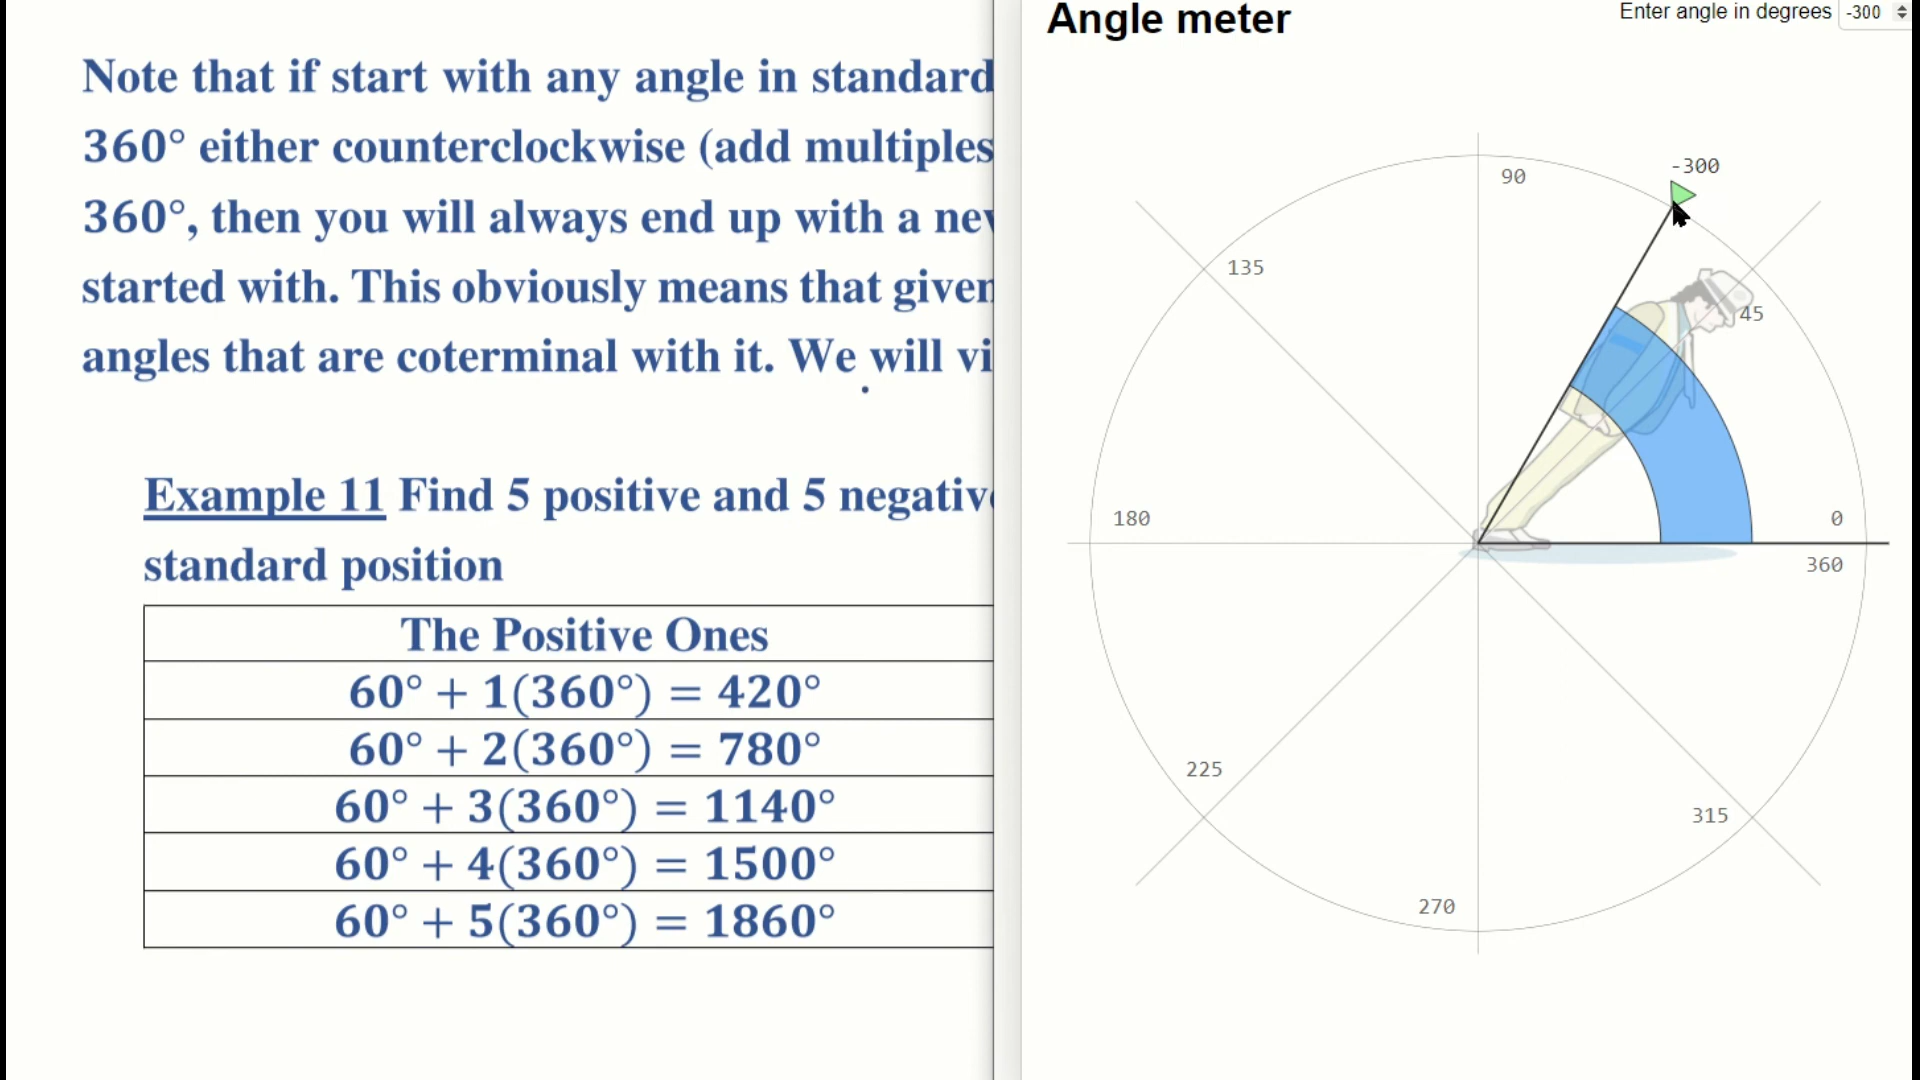 Note that if start with any angle in standard
360° either counterclockwise (add multiples
360°, then you will always end up with a
started with. This obviously means that given
angles that are coterminal with it. We will
Example 11 Find 5 positive and 5
standard position
The Positive Ones
60° + 1(360°) = 420°
60° + 2(360°) = 780°
60° + 3(360°) = 1140°
60° + 4(360°) = 1500°
60° + 5(360°) = 1860°
Angle meter
Enter angle in degrees -300
-300
90
135
45
180
0
360
225
315
270